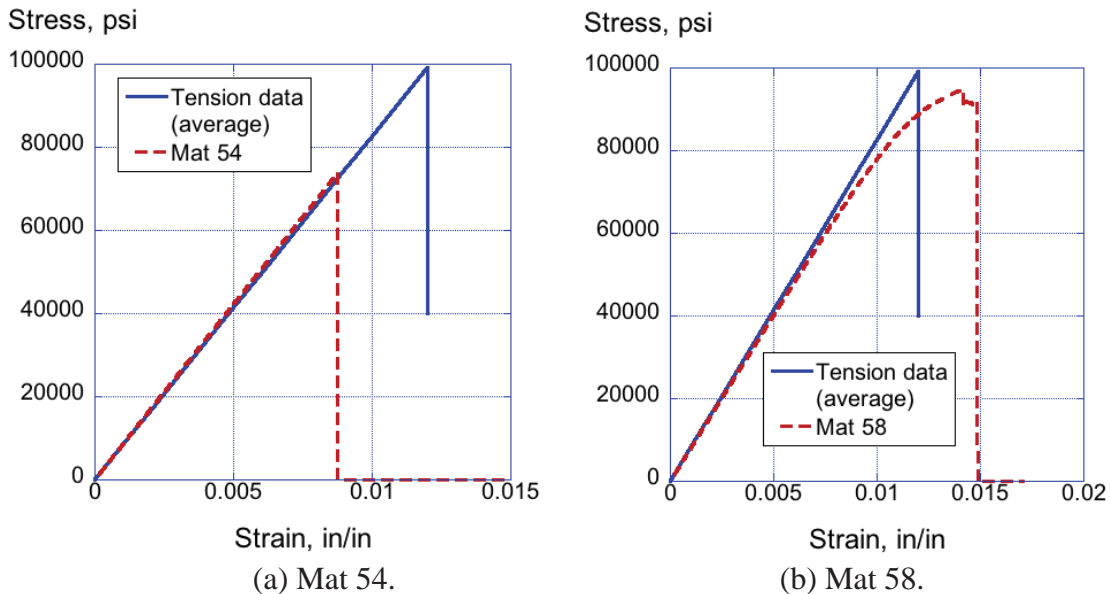 Stress, psi
100000
80000
60000
40000
20000
0
Tension data
(average)
Mat 54
0
0.005
0.01
0.015
Strain, in/in
(a) Mat 54.
Stress, psi
100000
80000
60000
40000
20000
0
Tension data
(average)
Mat 58
0
0.005
0.01
0.015
0.02
Strain, in/in
(b) Mat 58.